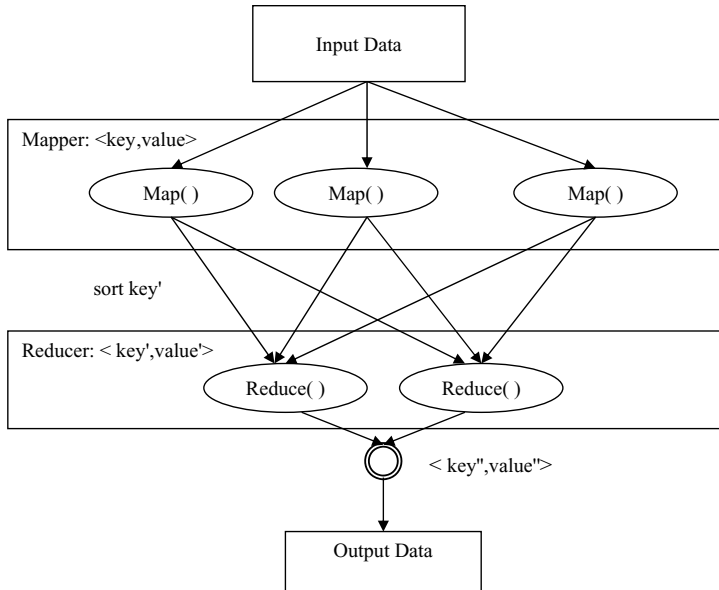 Input Data
Mapper: <key,value>
Map( ) Map( ) Map( )
sort key'
Reducer: < key',value'>
Reduce( ) Reduce( )
< key'',value''>
Output Data